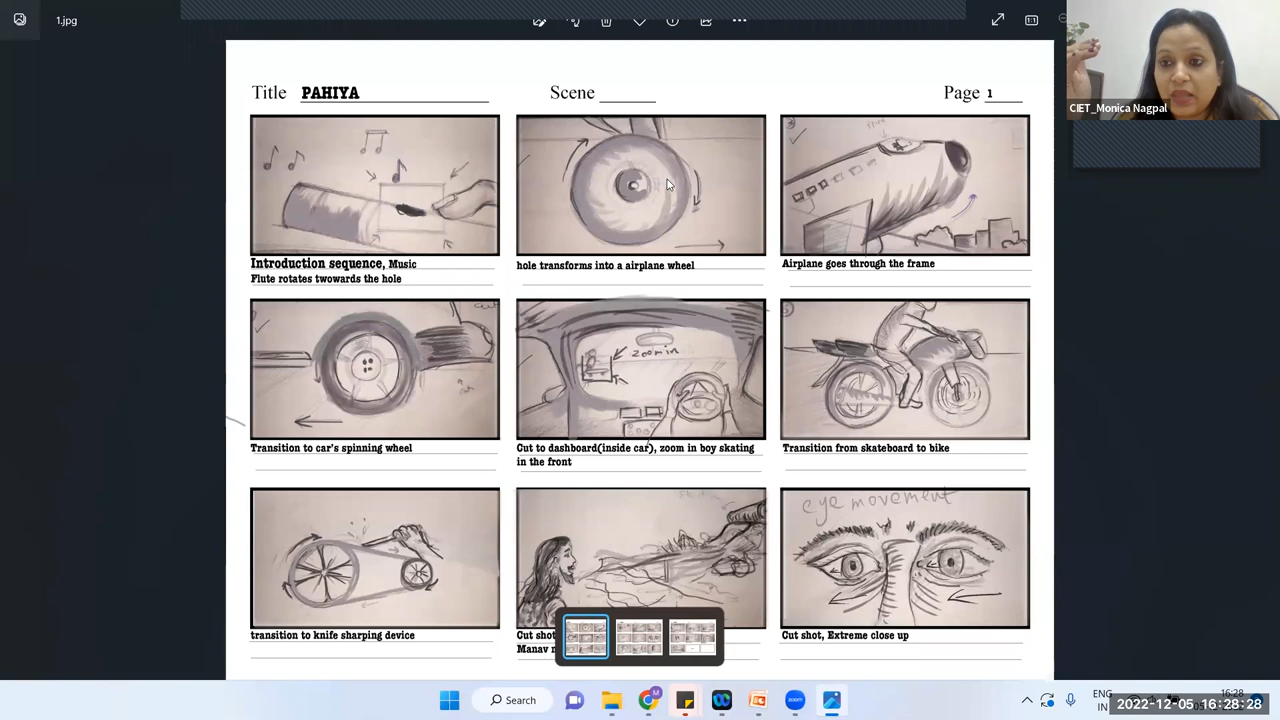 1.jpg
CIET_Monica Nagpal
Title PAHIYA
Scene
Page 1
Introduction sequence, Music
Flute rotates twowards the hole
hole transforms into a airplane wheel
Airplane goes through the frame
zoom in
Transition to car's spinning wheel
Cut to dashboard(inside car), zoom in boy skating
in the front
Transition from skateboard to bike
eye movement
transition to knife sharping device
Cut shot
Manav
Cut shot, Extreme close up
Search
ENG
IN
16:28
2022-12-05 16:28:28